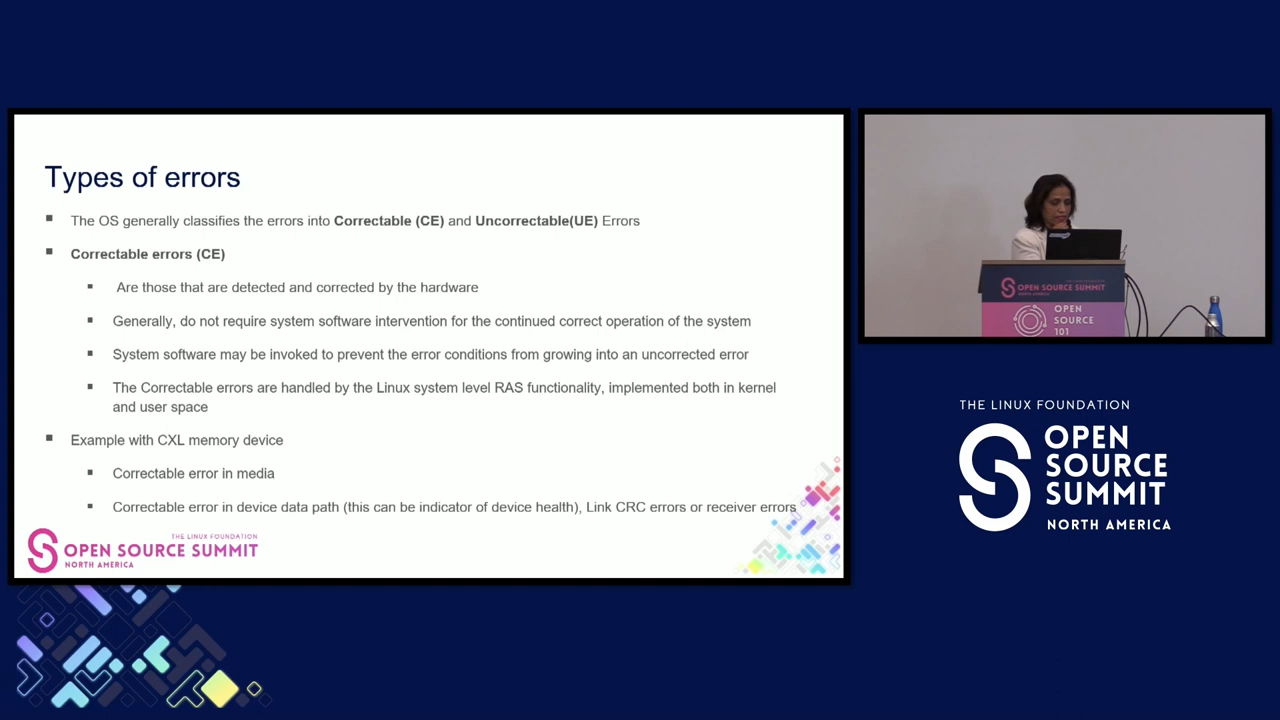 Types of errors
The OS generally classifies the errors into Correctable (CE) and Uncorrectable(UE) Errors
Correctable errors (CE)
Are those that are detected and corrected by the hardware
Generally, do not require system software intervention for the continued correct operation of the system
System software may be invoked to prevent the error conditions from growing into an uncorrected error
The Correctable errors are handled by the Linux system level RAS functionality, implemented both in kernel
and user space
Example with CXL memory device
Correctable error in media
Correctable error in device data path (this can be indicator of device health), Link CRC errors or receiver errors
THE LINUX FOUNDATION
OPEN SOURCE SUMMIT
NORTH AMERICA
THE LINUX FOUNDATION
OPEN SOURCE SUMMIT
NORTH AMERICA
OPEN
SOURCE
101
THE LINUX FOUNDATION
OPEN
SOURCE
SUMMIT
NORTH AMERICA